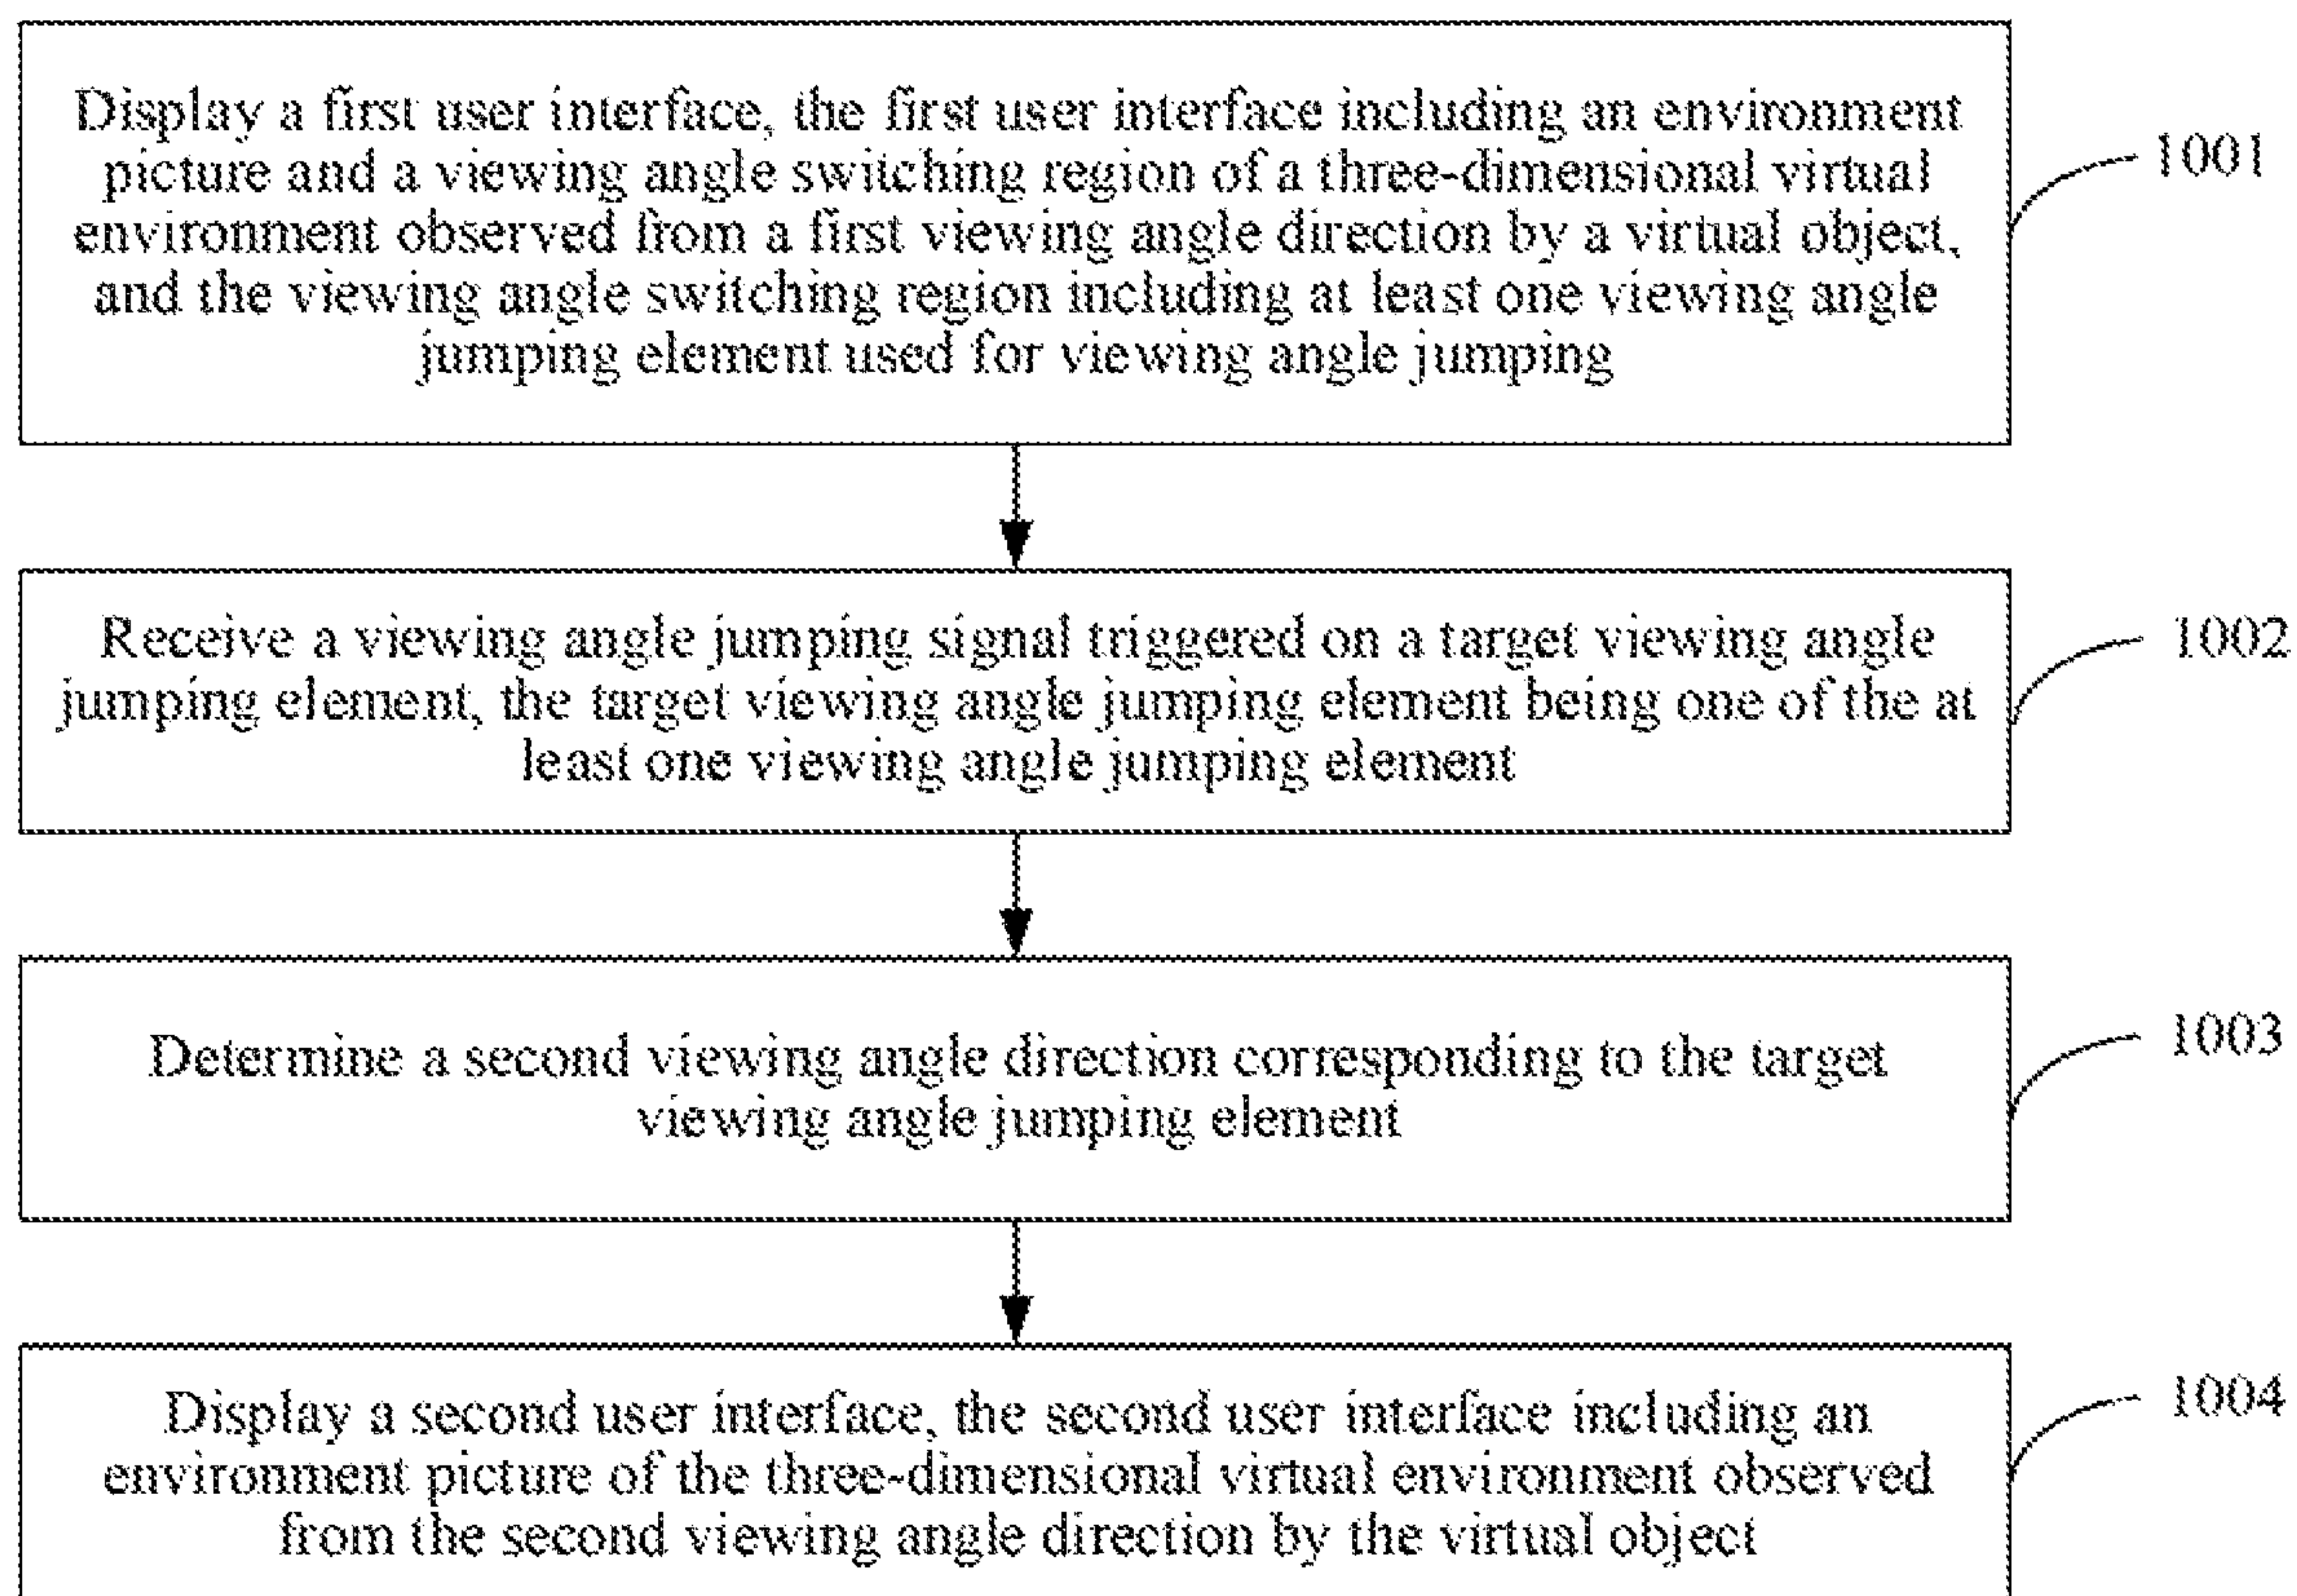 Display a first user interface, the first user interface including an environment
picture and a viewing angle switching region of a three-dimensional virtual
environment observed from a first viewing angle direction by a virtual object,
and the viewing angle switching region including at least one viewing angle
jumping element used for viewing angle jumping
1001
Receive a viewing angle jumping signal triggered on a target viewing angle
jumping element, the target viewing angle jumping element being one of the at
least one viewing angle jumping element
1002
Determine a second viewing angle direction corresponding to the target
viewing angle jumping element
1003
Display a second user interface, the second user interface including an
environment picture of the three-dimensional virtual environment observed
from the second viewing angle direction by the virtual object
1004